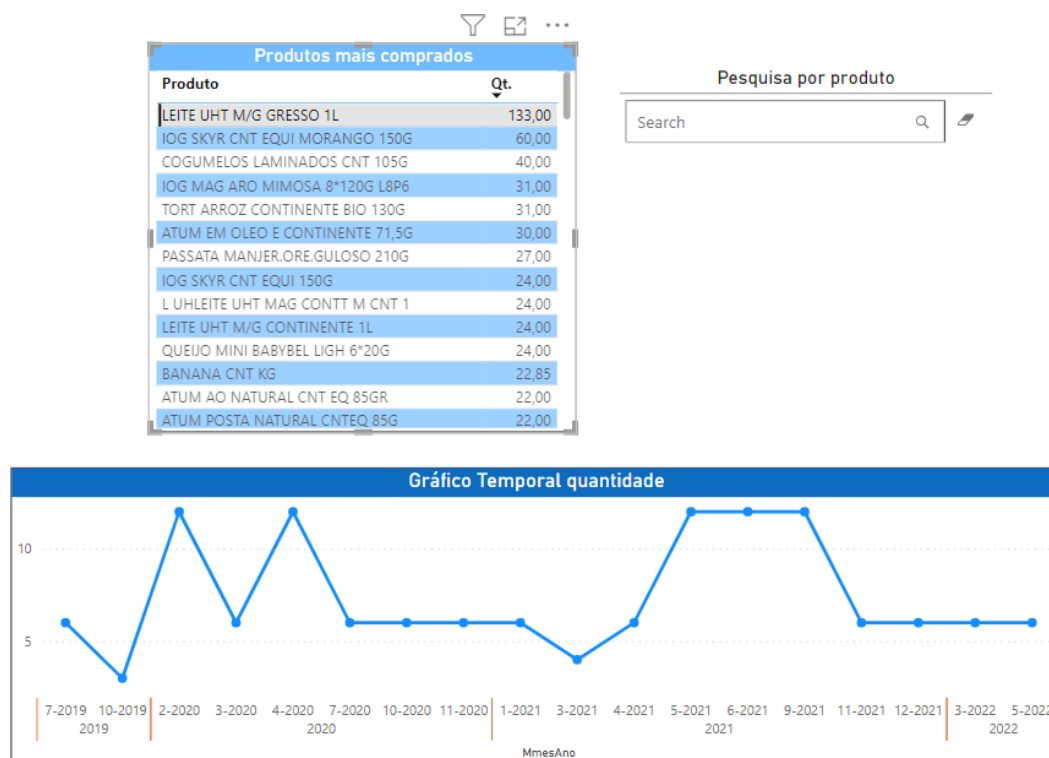 Produtos mais comprados
Produto Qt.
LEITE UHT M/G GRESSO 1L 133,00
IOG SKYR CNT EQUI MORANGO 150G 60,00
COGUMELOS LAMINADOS CNT 105G 40,00
IOG MAG ARO MIMOSA 8*120G L8P6 31,00
TORT ARROZ CONTINENTE BIO 130G 31,00
ATUM EM OLEO E CONTINENTE 71,5G 30,00
PASSATA MANJER.ORE.GULOSO 210G 27,00
IOG SKYR CNT EQUI 150G 24,00
L UHLEITE UHT MAG CONTT M CNT 1 24,00
LEITE UHT M/G CONTINENTE 1L 24,00
QUEIJO MINI BABYBEL LIGH 6*20G 24,00
BANANA CNT KG 22,85
ATUM AO NATURAL CNT EQ 85GR 22,00
ATUM POSTA NATURAL CNTEQ 85G 22,00
Pesquisa por produto
Search
Gráfico Temporal quantidade
10
5
7-2019 10-2019 2-2020 3-2020 4-2020 7-2020 10-2020 11-2020 1-2021 3-2021 4-2021 5-2021 6-2021 9-2021 11-2021 12-2021 3-2022 5-2022
2019 2020 2021 2022
MmesAno